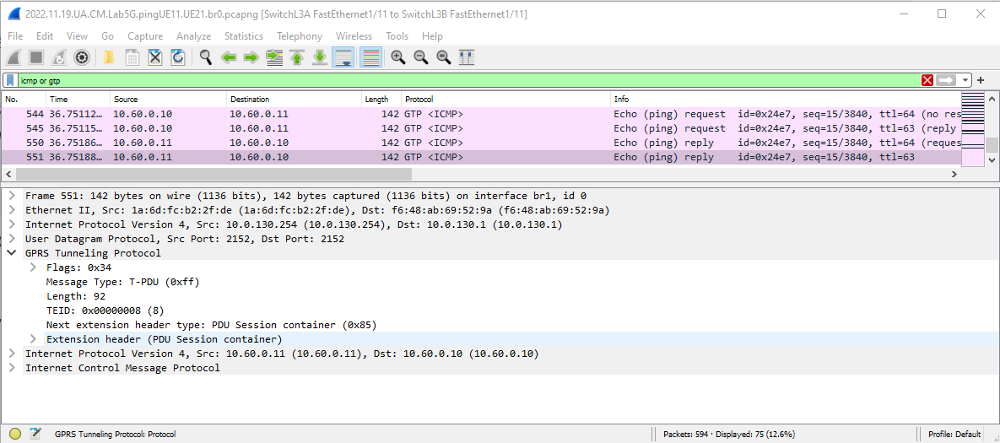 2022.11.19.UA.CM.Lab5G.pingUE11.UE21.br0.pcapng [SwitchL3A FastEthernet1/11 to SwitchL3B FastEthernet1/11]
File Edit View Go Capture Analyze Statistics Telephony Wireless Tools Help
icmp or gtp
No. Time Source Destination Length Protocol Info
544 36.75112… 10.60.0.10 10.60.0.11 142 GTP <ICMP> Echo (ping) request id=0x24e7, seq=15/3840, ttl=64 (no res
545 36.75115… 10.60.0.10 10.60.0.11 142 GTP <ICMP> Echo (ping) request id=0x24e7, seq=15/3840, ttl=63 (reply
550 36.75186… 10.60.0.11 10.60.0.10 142 GTP <ICMP> Echo (ping) reply id=0x24e7, seq=15/3840, ttl=64 (reques
551 36.75188… 10.60.0.11 10.60.0.10 142 GTP <ICMP> Echo (ping) reply id=0x24e7, seq=15/3840, ttl=63
Frame 551: 142 bytes on wire (1136 bits), 142 bytes captured (1136 bits) on interface br1, id 0
Ethernet II, Src: 1a:6d:fc:b2:2f:de (1a:6d:fc:b2:2f:de), Dst: f6:48:ab:69:52:9a (f6:48:ab:69:52:9a)
Internet Protocol Version 4, Src: 10.0.130.254 (10.0.130.254), Dst: 10.0.130.1 (10.0.130.1)
User Datagram Protocol, Src Port: 2152, Dst Port: 2152
GPRS Tunneling Protocol
Flags: 0x34
Message Type: T-PDU (0xff)
Length: 92
TEID: 0x00000008 (8)
Next extension header type: PDU Session container (0x85)
Extension header (PDU Session container)
Internet Protocol Version 4, Src: 10.60.0.11 (10.60.0.11), Dst: 10.60.0.10 (10.60.0.10)
Internet Control Message Protocol
GPRS Tunneling Protocol: Protocol Packets: 594 · Displayed: 75 (12.6%) Profile: Default